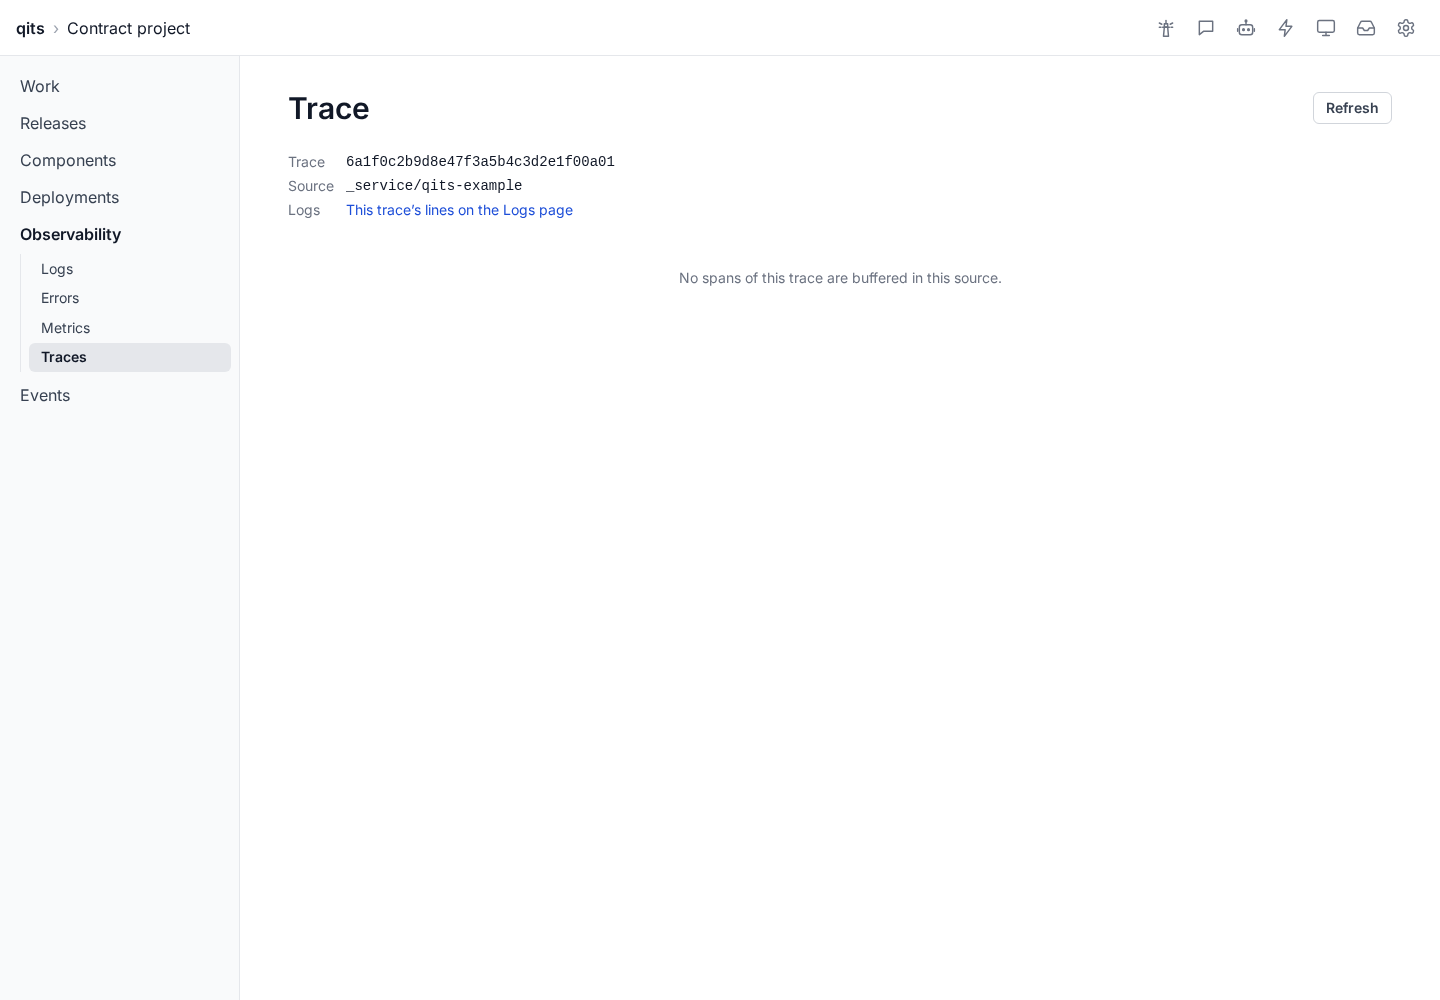 qits › Contract project
Work
Releases
Components
Deployments
Observability
Logs
Errors
Metrics
Traces
Events
Trace
Refresh
Trace 6a1f0c2b9d8e47f3a5b4c3d2e1f00a01
Source _service/qits-example
Logs This trace’s lines on the Logs page
No spans of this trace are buffered in this source.